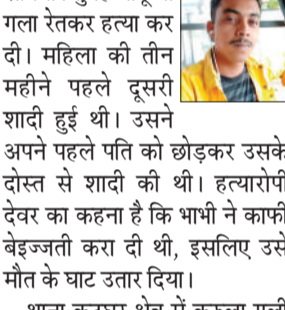 गला रेतकर हत्या कर
दी। महिला की तीन
महीने पहले दूसरी
शादी हुई थी। उसने
अपने पहले पति को छोड़कर उसके
दोस्त से शादी की थी। हत्यारोपी
देवर का कहना है कि भाभी ने काफी
बेइज्जती करा दी थी, इसलिए उसे
मौत के घाट उतार दिया।